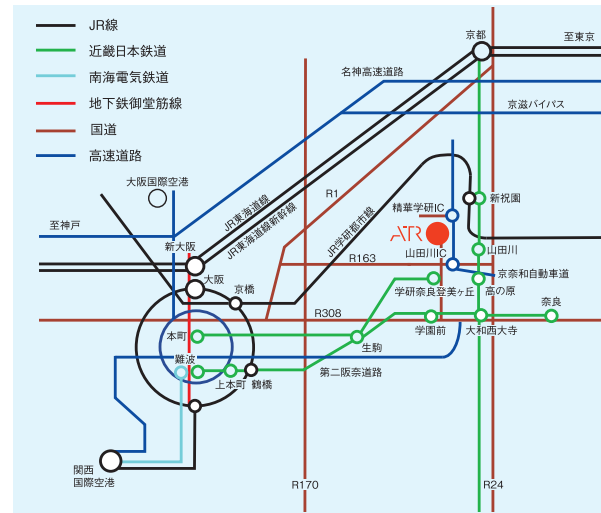 JR線
近畿日本鉄道
南海電気鉄道
地下鉄御堂筋線
国道
高速道路
京都
至東京
名神高速道路
京滋バイパス
大阪国際空港
至神戸
JR東海道線
JR東海道線新幹線
R1
JR学研都市線
新祝園
精華学研IC
ATR
山田川IC
山田川
京奈和自動車道
新大阪
大阪
京橋
R163
学研奈良登美ヶ丘
高の原
奈良
R308
学園前
大和西大寺
本町
生駒
難波
上本町
鶴橋
第二阪奈道路
関西
国際空港
R170
R24